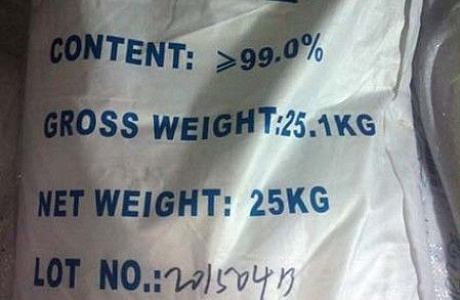 CONTENT: ≥99.0%
GROSS WEIGHT:25.1KG
NET WEIGHT: 25KG
LOT NO.: